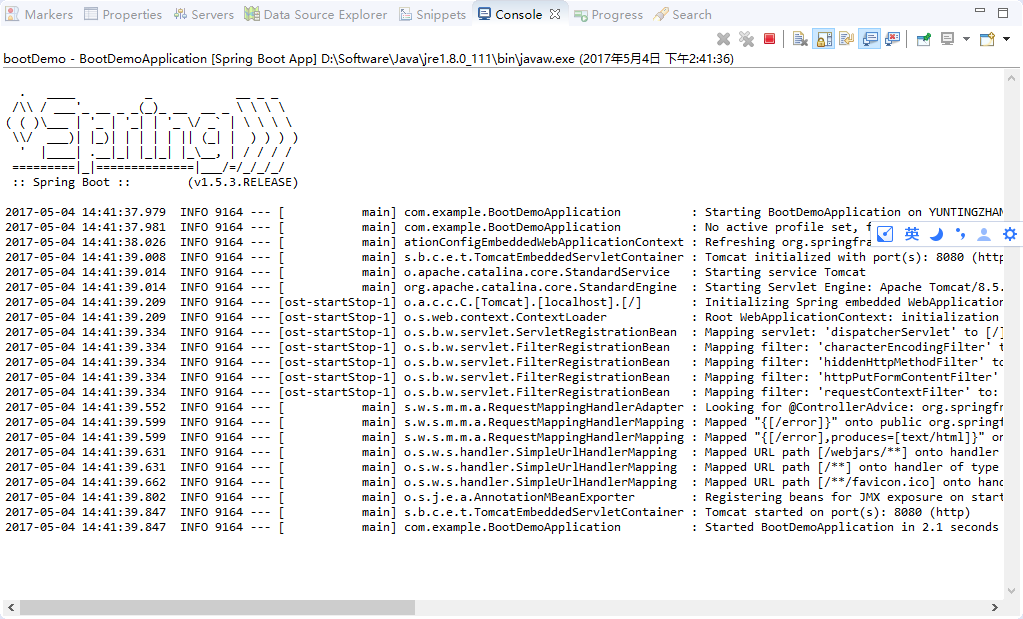 Markers Properties Servers Data Source Explorer Snippets Console Progress Search
bootDemo - BootDemoApplication [Spring Boot App] D:\Software\Java\jre1.8.0_111\bin\javaw.exe (2017年5月4日 下午2:41:36)
  .   ____          _            __ _ _
 /\\ / ___'_ __ _ _(_)_ __  __ _ \ \ \ \
( ( )\___ | '_ | '_| | '_ \/ _` | \ \ \ \
 \\/  ___)| |_)| | | | | || (_| |  ) ) ) )
  '  |____| .__|_| |_|_| |_\__, | / / / /
 =========|_|==============|___/=/_/_/_/
 :: Spring Boot ::        (v1.5.3.RELEASE)
2017-05-04 14:41:37.979  INFO 9164 --- [           main] com.example.BootDemoApplication          : Starting BootDemoApplication on YUNTINGZHAN
2017-05-04 14:41:37.981  INFO 9164 --- [           main] com.example.BootDemoApplication          : No active profile set, f
英
2017-05-04 14:41:38.026  INFO 9164 --- [           main] ationConfigEmbeddedWebApplicationContext : Refreshing org.springfra
2017-05-04 14:41:39.008  INFO 9164 --- [           main] s.b.c.e.t.TomcatEmbeddedServletContainer : Tomcat initialized with port(s): 8080 (http
2017-05-04 14:41:39.014  INFO 9164 --- [           main] o.apache.catalina.core.StandardService   : Starting service Tomcat
2017-05-04 14:41:39.014  INFO 9164 --- [           main] org.apache.catalina.core.StandardEngine  : Starting Servlet Engine: Apache Tomcat/8.5.
2017-05-04 14:41:39.209  INFO 9164 --- [ost-startStop-1] o.a.c.c.C.[Tomcat].[localhost].[/]       : Initializing Spring embedded WebApplication
2017-05-04 14:41:39.209  INFO 9164 --- [ost-startStop-1] o.s.web.context.ContextLoader            : Root WebApplicationContext: initialization
2017-05-04 14:41:39.334  INFO 9164 --- [ost-startStop-1] o.s.b.w.servlet.ServletRegistrationBean  : Mapping servlet: 'dispatcherServlet' to [/]
2017-05-04 14:41:39.334  INFO 9164 --- [ost-startStop-1] o.s.b.w.servlet.FilterRegistrationBean   : Mapping filter: 'characterEncodingFilter' t
2017-05-04 14:41:39.334  INFO 9164 --- [ost-startStop-1] o.s.b.w.servlet.FilterRegistrationBean   : Mapping filter: 'hiddenHttpMethodFilter' to
2017-05-04 14:41:39.334  INFO 9164 --- [ost-startStop-1] o.s.b.w.servlet.FilterRegistrationBean   : Mapping filter: 'httpPutFormContentFilter'
2017-05-04 14:41:39.334  INFO 9164 --- [ost-startStop-1] o.s.b.w.servlet.FilterRegistrationBean   : Mapping filter: 'requestContextFilter' to:
2017-05-04 14:41:39.552  INFO 9164 --- [           main] s.w.s.m.m.a.RequestMappingHandlerAdapter : Looking for @ControllerAdvice: org.springfr
2017-05-04 14:41:39.599  INFO 9164 --- [           main] s.w.s.m.m.a.RequestMappingHandlerMapping : Mapped "{[/error]}" onto public org.springf
2017-05-04 14:41:39.599  INFO 9164 --- [           main] s.w.s.m.m.a.RequestMappingHandlerMapping : Mapped "{[/error],produces=[text/html]}" on
2017-05-04 14:41:39.631  INFO 9164 --- [           main] o.s.w.s.handler.SimpleUrlHandlerMapping  : Mapped URL path [/webjars/**] onto handler
2017-05-04 14:41:39.631  INFO 9164 --- [           main] o.s.w.s.handler.SimpleUrlHandlerMapping  : Mapped URL path [/**] onto handler of type
2017-05-04 14:41:39.662  INFO 9164 --- [           main] o.s.w.s.handler.SimpleUrlHandlerMapping  : Mapped URL path [/**/favicon.ico] onto hand
2017-05-04 14:41:39.802  INFO 9164 --- [           main] o.s.j.e.a.AnnotationMBeanExporter        : Registering beans for JMX exposure on start
2017-05-04 14:41:39.847  INFO 9164 --- [           main] s.b.c.e.t.TomcatEmbeddedServletContainer : Tomcat started on port(s): 8080 (http)
2017-05-04 14:41:39.847  INFO 9164 --- [           main] com.example.BootDemoApplication          : Started BootDemoApplication in 2.1 seconds